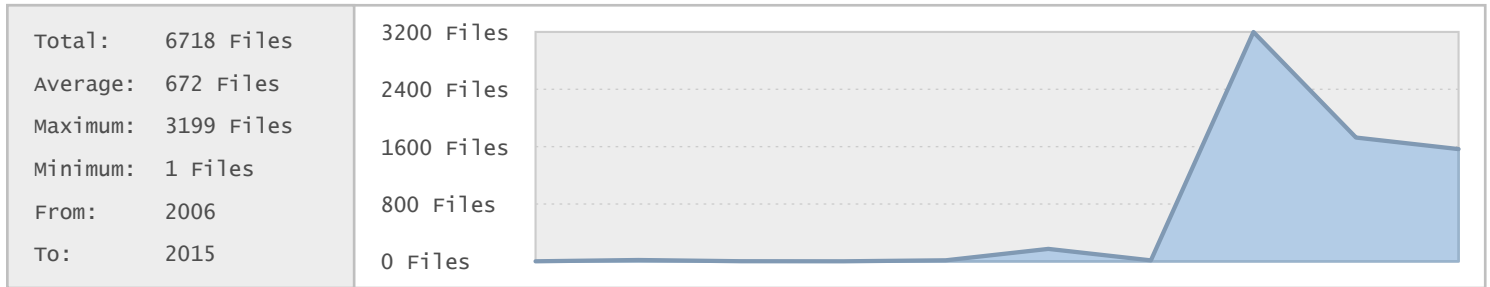 Total: 6718 Files
Average: 672 Files
Maximum: 3199 Files
Minimum: 1 Files
From: 2006
To: 2015
3200 Files
2400 Files
1600 Files
800 Files
0 Files